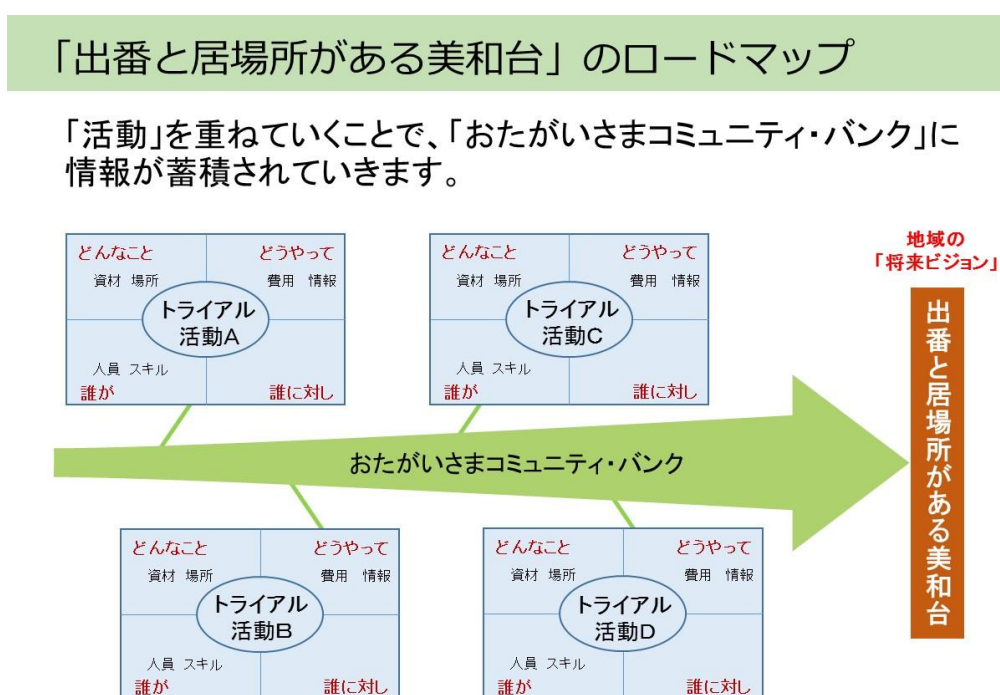 「出番と居場所がある美和台」のロードマップ
「活動」を重ねていくことで、「おたがいさまコミュニティ・バンク」に
情報が蓄積されていきます。
どんなこと どうやって
資材 場所 費用 情報
トライアル
活動A
人員 スキル
誰が 誰に対し
どんなこと どうやって
資材 場所 費用 情報
トライアル
活動C
人員 スキル
誰が 誰に対し
地域の
「将来ビジョン」
出番と居場所がある美和台
おたがいさまコミュニティ・バンク
どんなこと どうやって
資材 場所 費用 情報
トライアル
活動B
人員 スキル
誰が 誰に対し
どんなこと どうやって
資材 場所 費用 情報
トライアル
活動D
人員 スキル
誰が 誰に対し